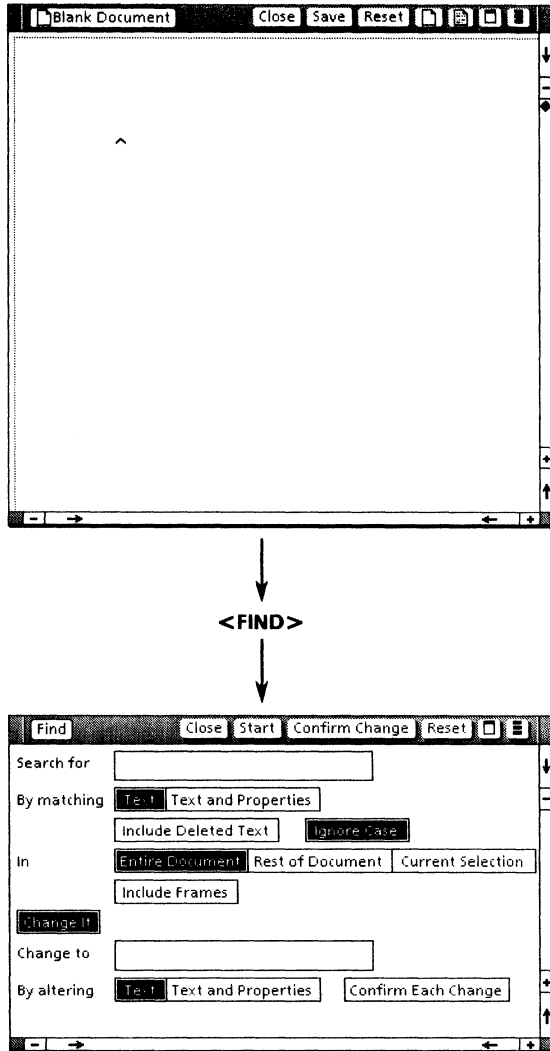 Blank Document Close Save Reset
<FIND>
Find Close Start Confirm Change Reset
Search for
By matching Text Text and Properties
Include Deleted Text Ignore Case
In Entire Document Rest of Document Current Selection
Include Frames
Change It
Change to
By altering Text Text and Properties Confirm Each Change